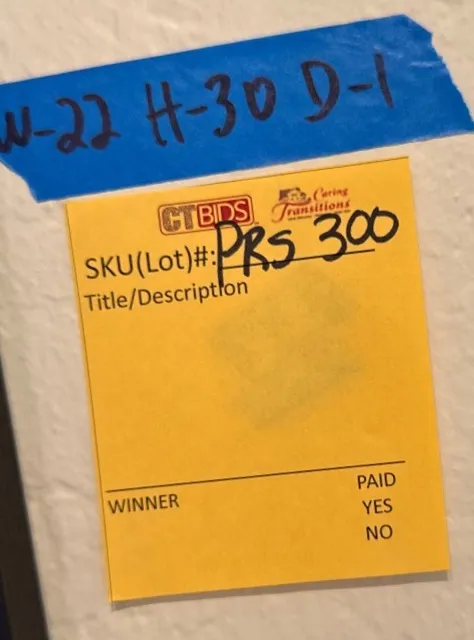 W-22 H-30 D-1
CTBIDS Caring Transitions
SKU(Lot)#: PRS 300
Title/Description
WINNER PAID
YES
NO